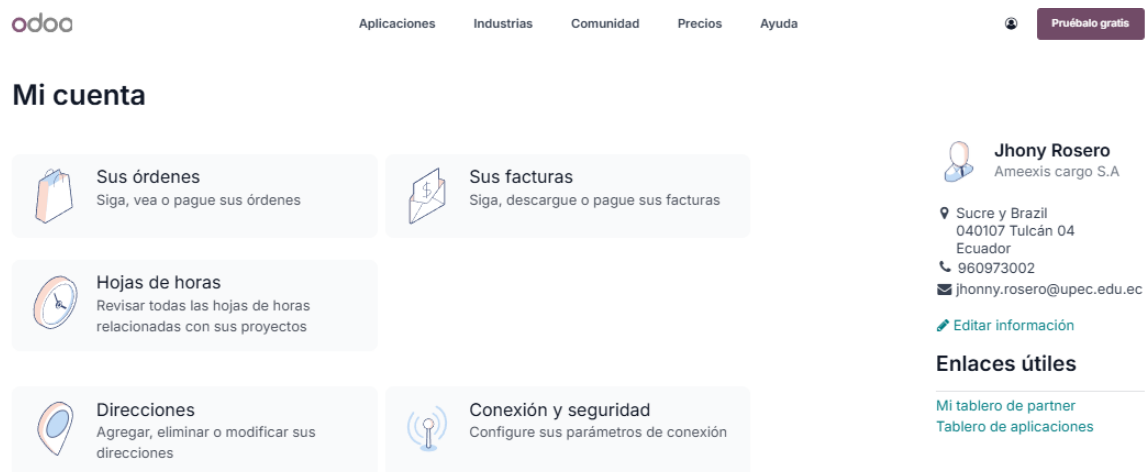 odoo
Aplicaciones Industrias Comunidad Precios Ayuda
Pruébalo gratis
Mi cuenta
Sus órdenes
Siga, vea o pague sus órdenes
$
Sus facturas
Siga, descargue o pague sus facturas
Hojas de horas
Revisar todas las hojas de horas
relacionadas con sus proyectos
Direcciones
Agregar, eliminar o modificar sus
direcciones
Conexión y seguridad
Configure sus parámetros de conexión
Jhony Rosero
Ameexis cargo S.A
Sucre y Brazil
040107 Tulcán 04
Ecuador
960973002
jhonny.rosero@upec.edu.ec
Editar información
Enlaces útiles
Mi tablero de partner
Tablero de aplicaciones